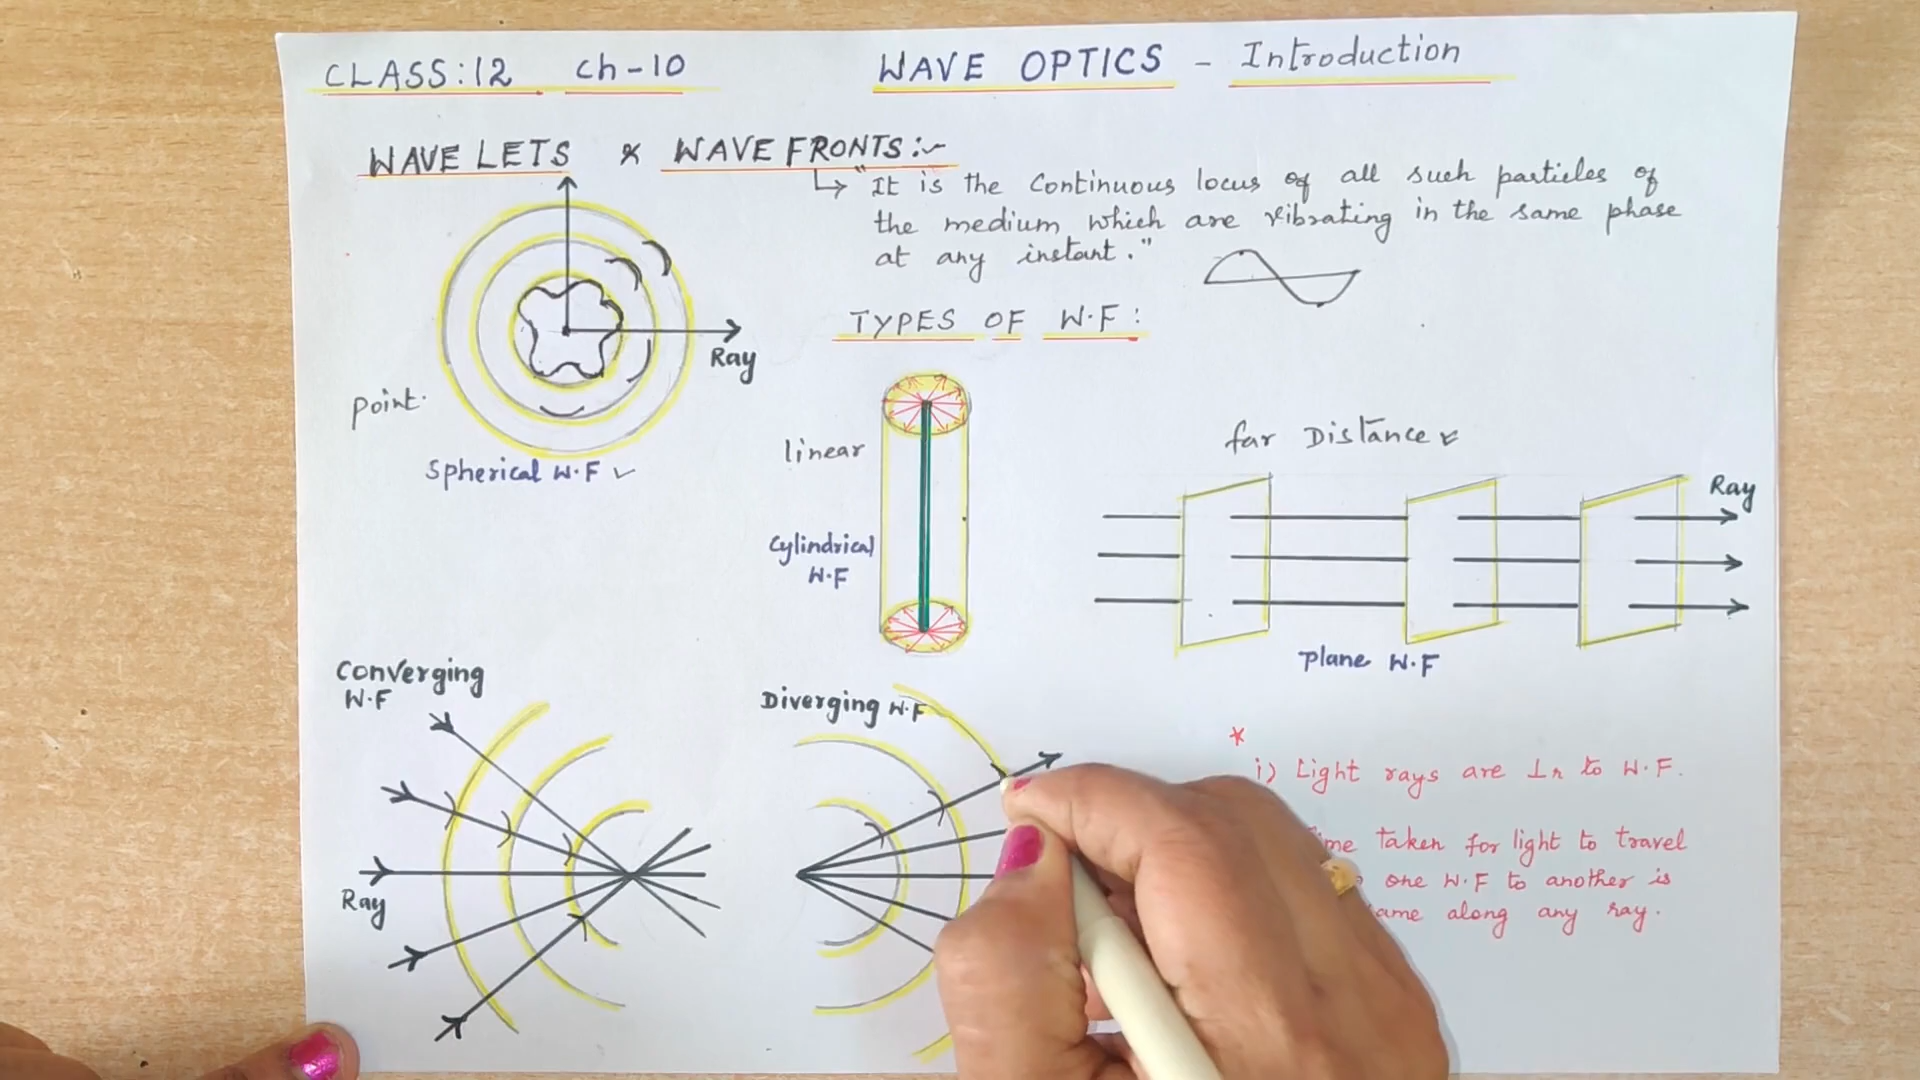 CLASS:12 Ch-10
WAVE OPTICS - Introduction
WAVE LETS & WAVE FRONTS:-
"It is the continuous locus of all such particles of
the medium which are vibrating in the same phase
at any instant."
Ray
Point.
Spherical W.F ✓
TYPES OF W.F:
linear
Cylindrical
W.F
far Distance
Ray
Plane W.F
Converging
W.F
Ray
Diverging W.F
*
i) Light rays are ⊥r to W.F.
taken for light to travel
one W.F to another is
along any ray.